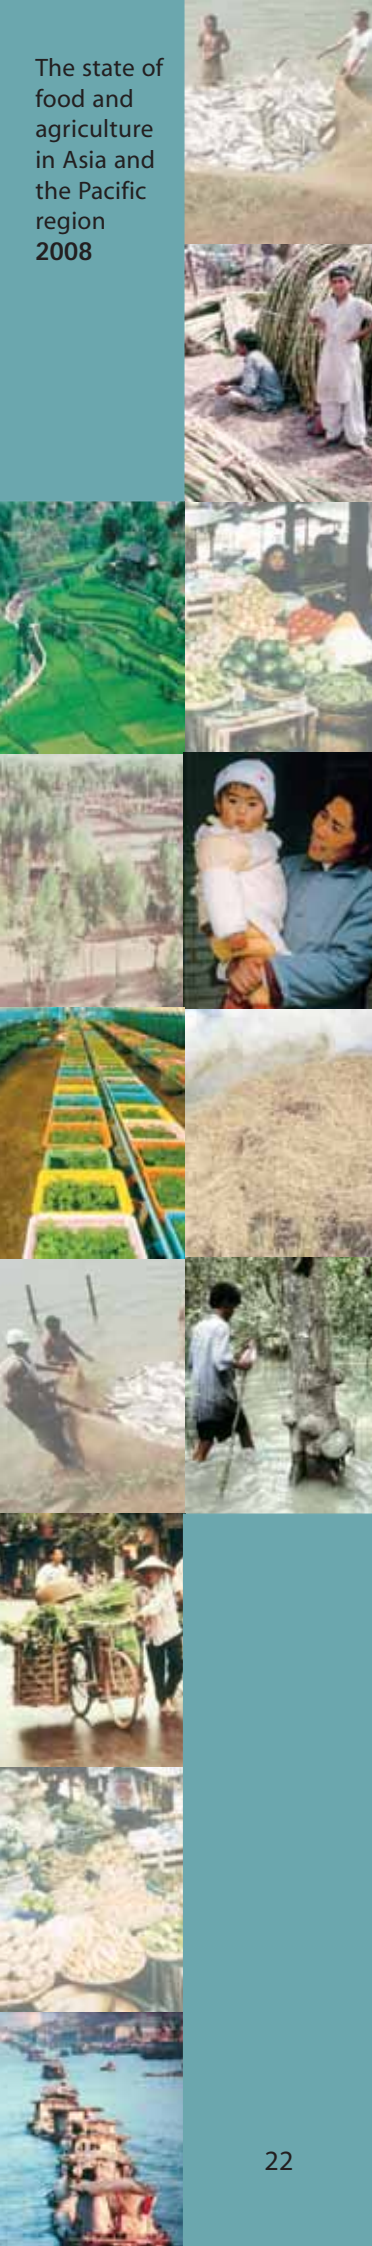 The state of
food and
agriculture
in Asia and
the Pacific
region
2008
22